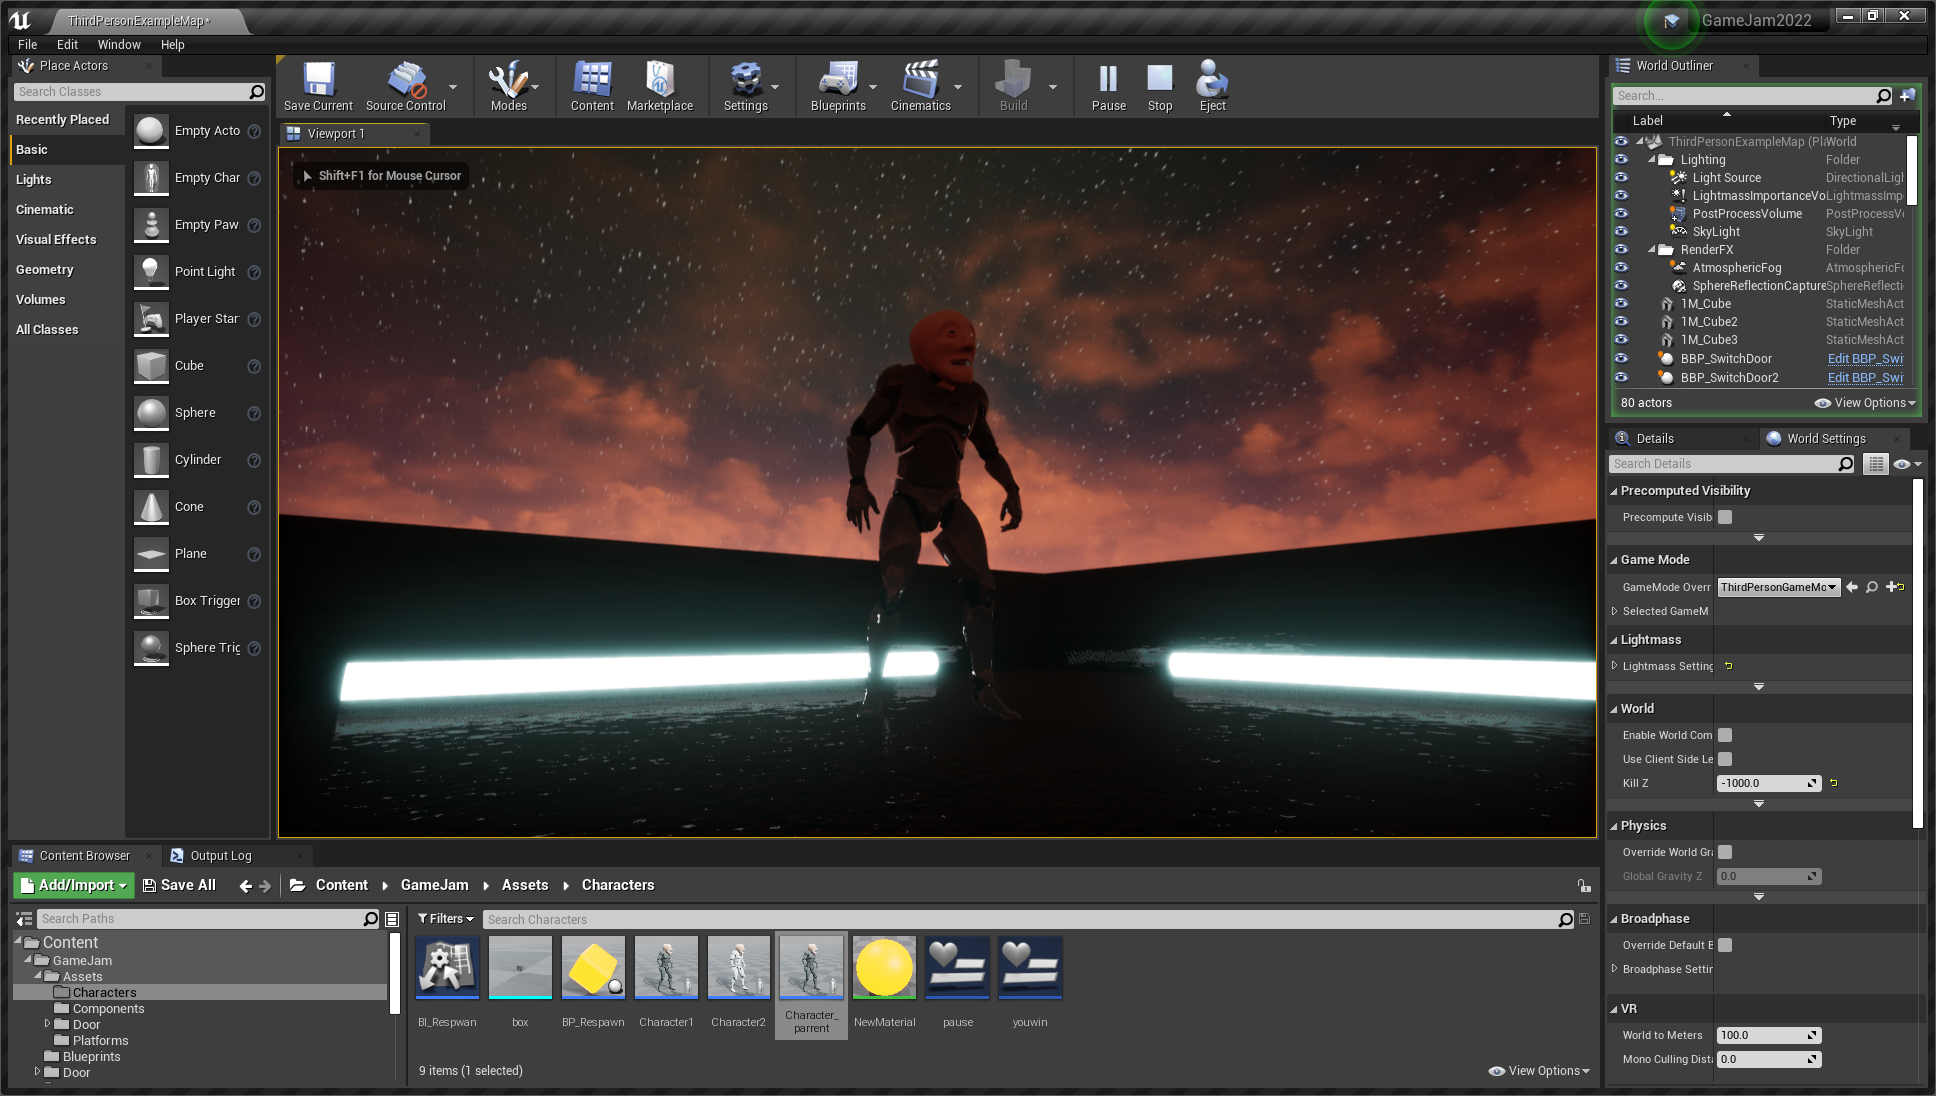 ThirdPersonExampleMap*
GameJam2022
File Edit Window Help
Place Actors
Search Classes
Recently Placed
Basic
Lights
Cinematic
Visual Effects
Geometry
Volumes
All Classes
Empty Acto
Empty Char
Empty Paw
Point Light
Player Star
Cube
Sphere
Cylinder
Cone
Plane
Box Trigger
Sphere Trig
Save Current
Source Control
Modes
Content
Marketplace
Settings
Blueprints
Cinematics
Build
Pause
Stop
Eject
Viewport 1
Shift+F1 for Mouse Cursor
World Outliner
Search...
Label Type
ThirdPersonExampleMap (Pla World
Lighting Folder
Light Source DirectionalLigh
LightmassImportanceVo LightmassImp
PostProcessVolume PostProcessV
SkyLight SkyLight
RenderFX Folder
AtmosphericFog AtmosphericFo
SphereReflectionCapture SphereReflecti
1M_Cube StaticMeshAct
1M_Cube2 StaticMeshAct
1M_Cube3 StaticMeshAct
BBP_SwitchDoor Edit BBP_Swi
BBP_SwitchDoor2 Edit BBP_Swi
80 actors View Options
Details World Settings
Search Details
Precomputed Visibility
Precompute Visib
Game Mode
GameMode Overr ThirdPersonGameMo
Selected GameM
Lightmass
Lightmass Setting
World
Enable World Com
Use Client Side Le
Kill Z -1000.0
Physics
Override World Gra
Global Gravity Z 0.0
Broadphase
Override Default B
Broadphase Settin
VR
World to Meters 100.0
Mono Culling Dista 0.0
Content Browser Output Log
Add/Import Save All Content GameJam Assets Characters
Search Paths
Content
GameJam
Assets
Characters
Components
Door
Platforms
Blueprints
Door
Filters Search Characters
BI_Respwan
box
BP_Respawn
Character1
Character2
Character_
parrent
NewMaterial
pause
youwin
9 items (1 selected) View Options